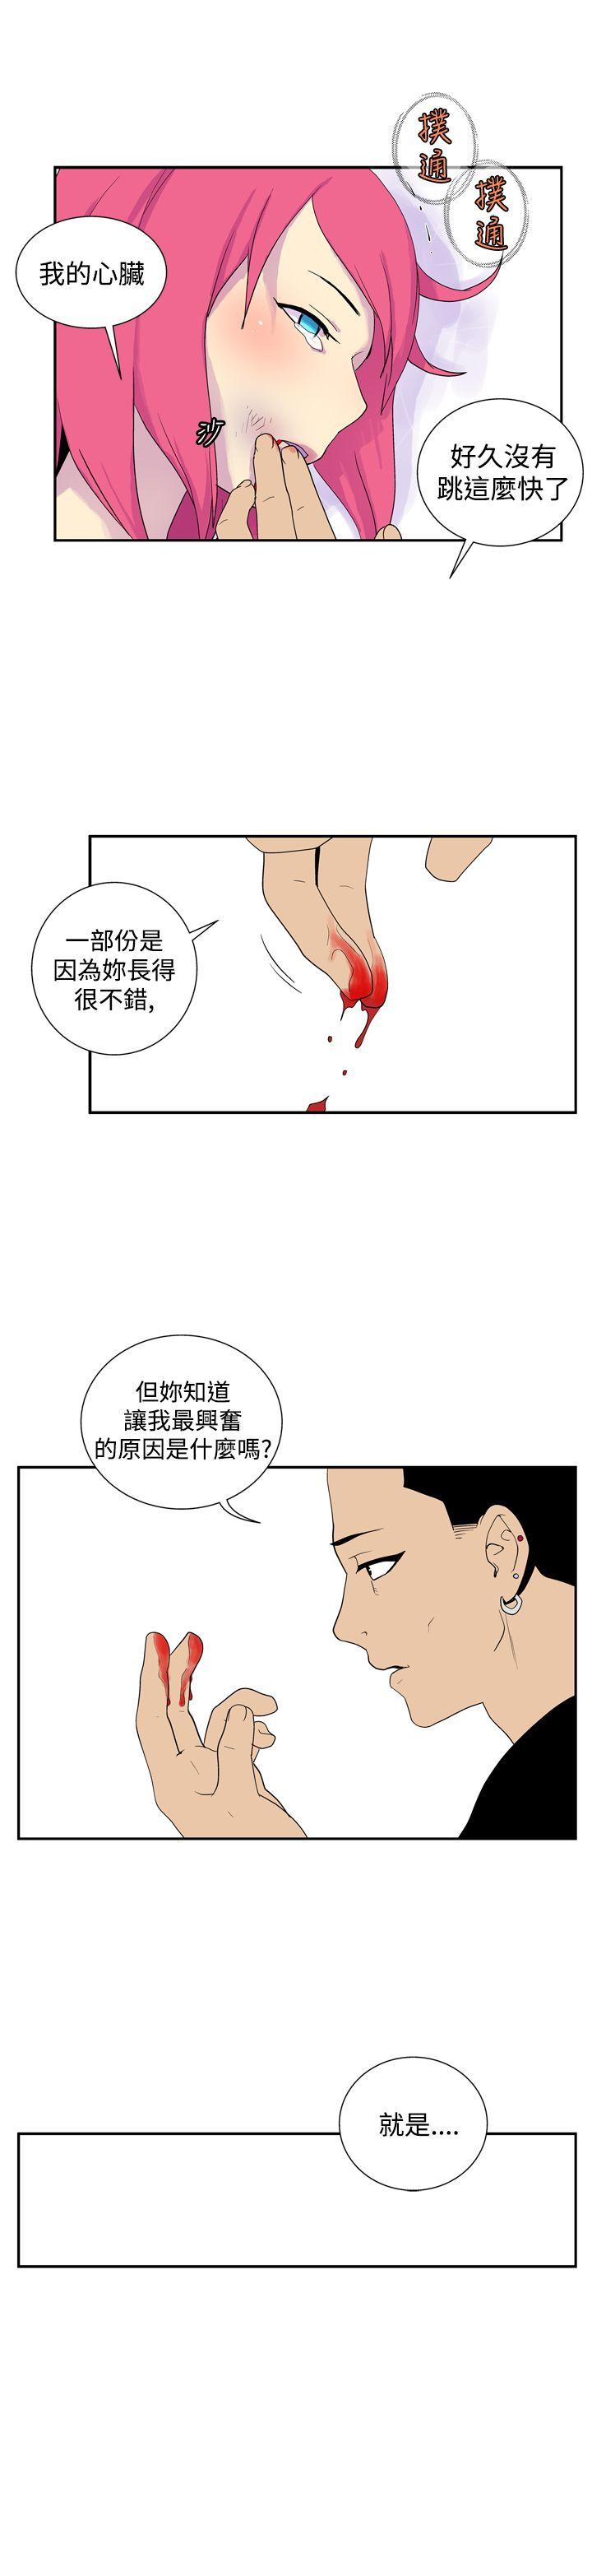 撲通
撲通
我的心臟
沙
好久沒有
跳這麼快了
一部份是
因為妳長得
很不錯,
但妳知道
讓我最興奮
的原因是什麼嗎?
就是....